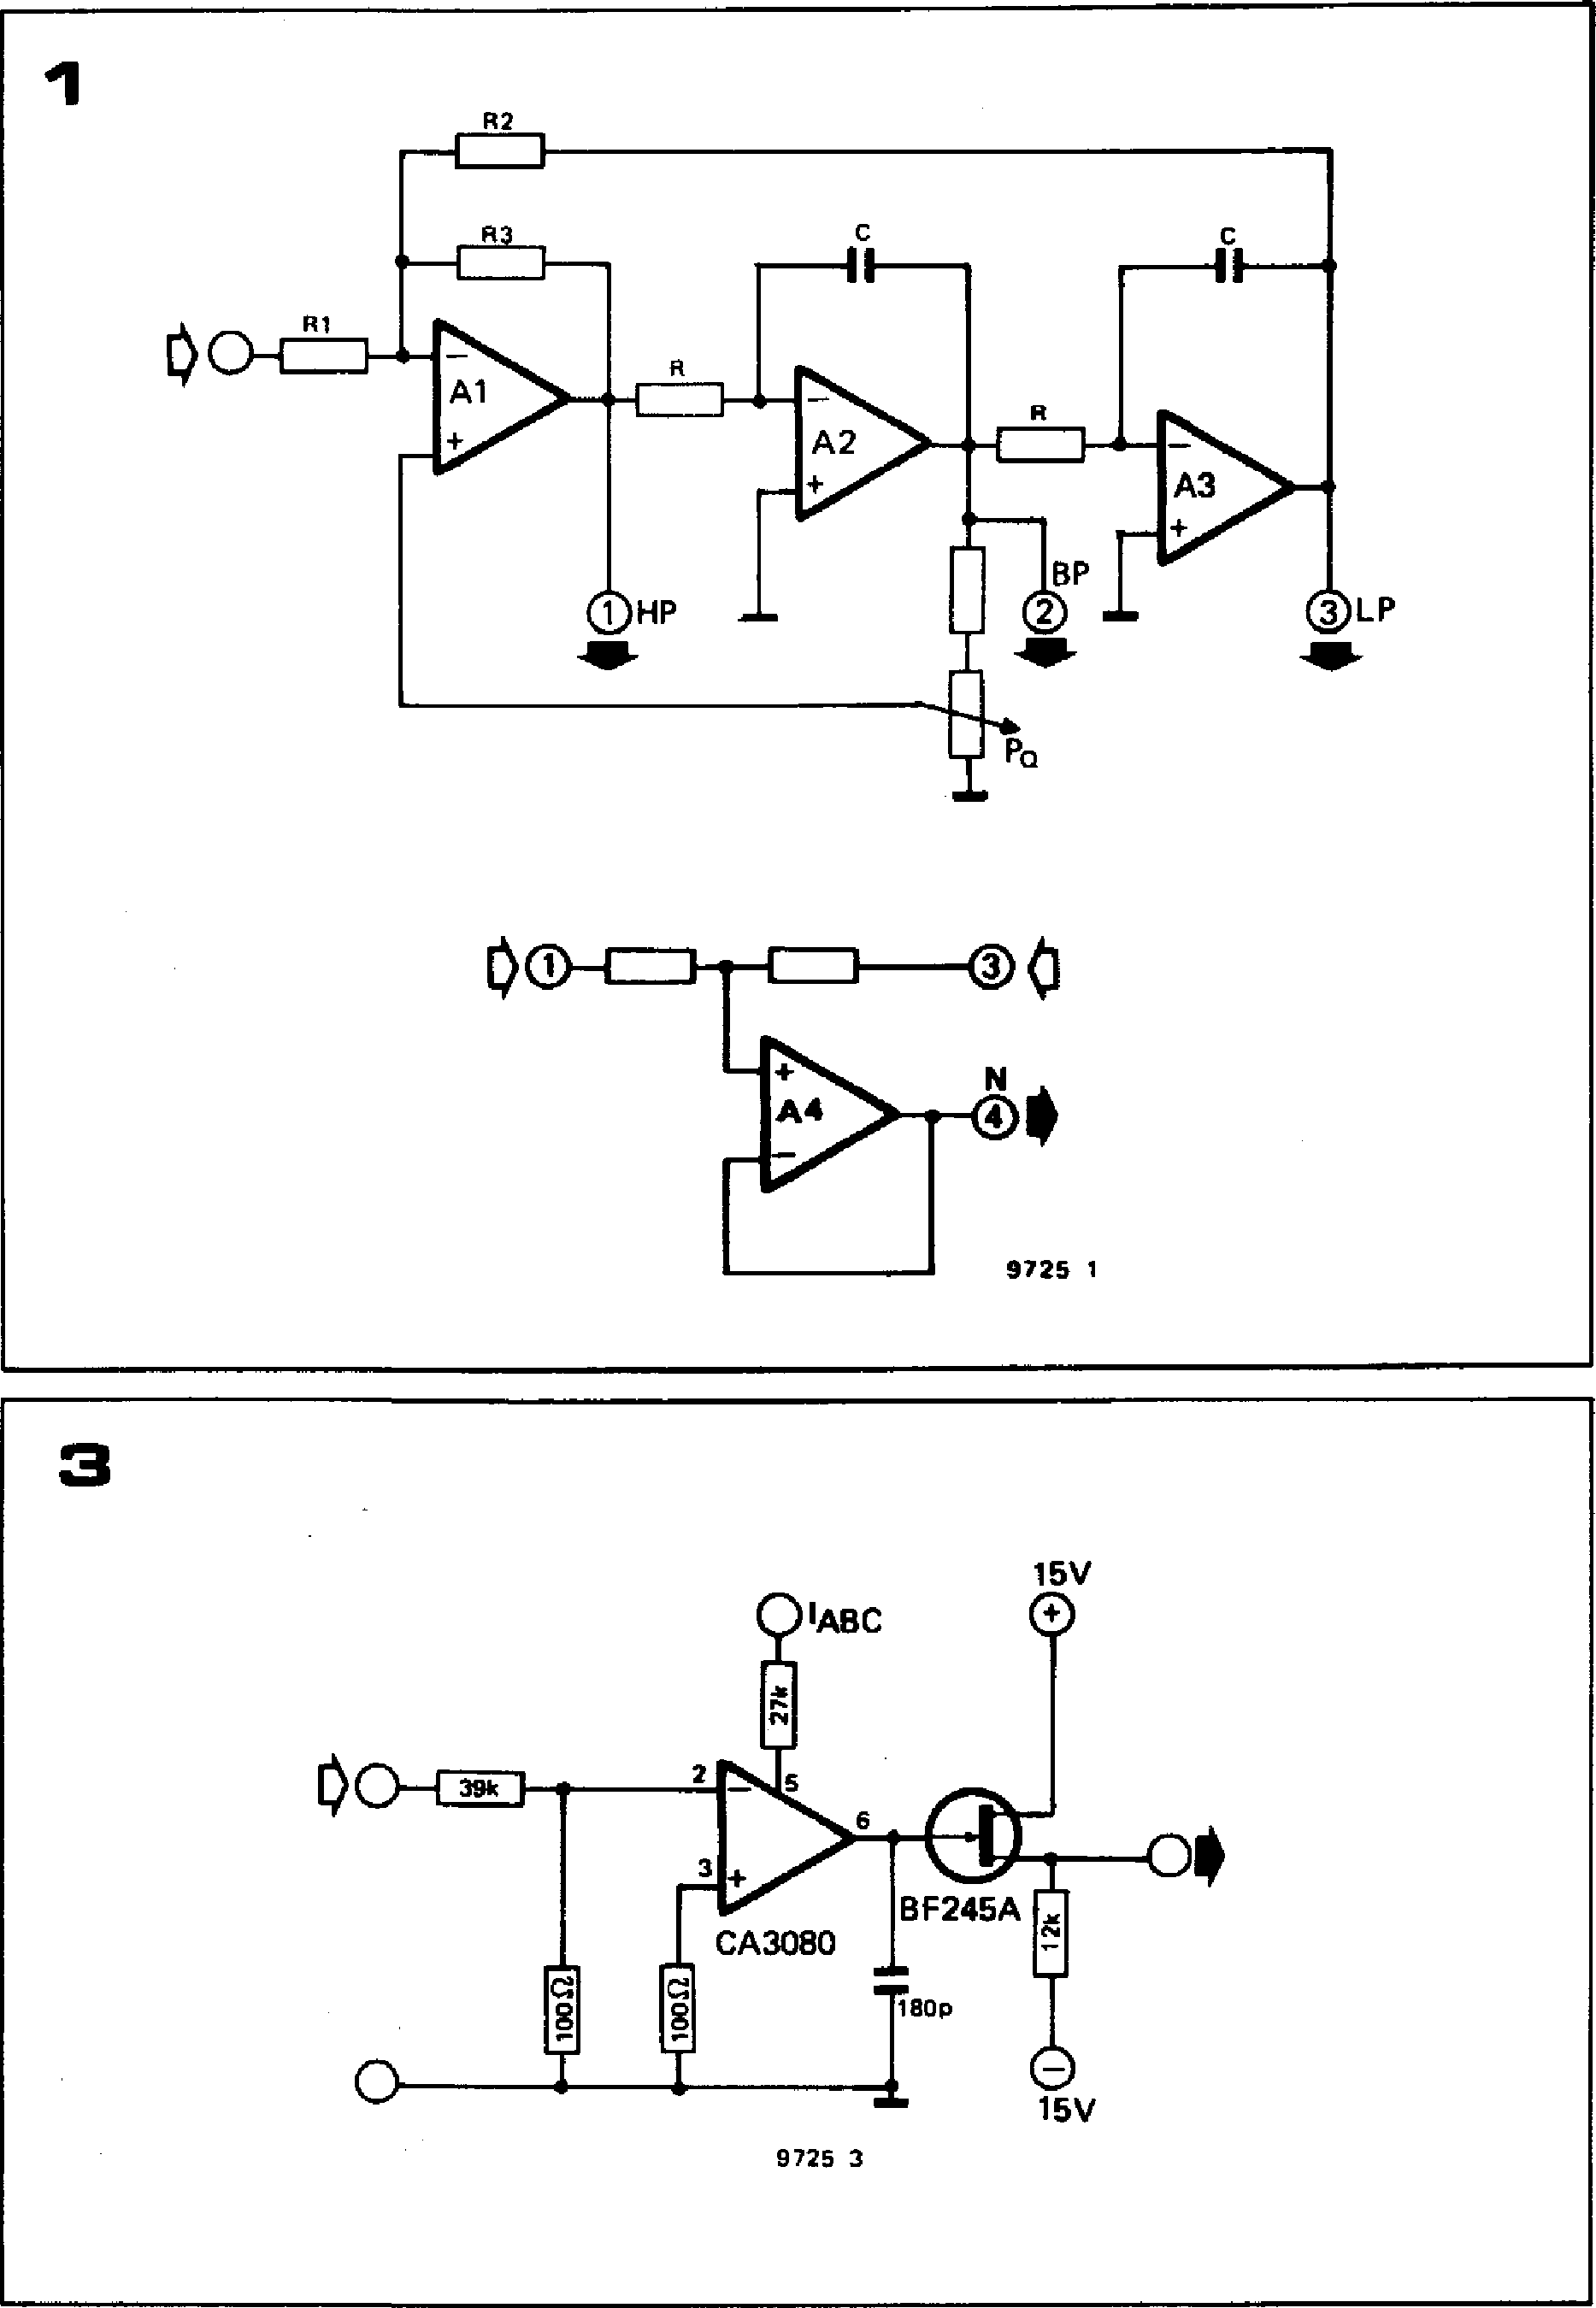 1
R2
R3
C
C
R1
R
R
A1
A2
A3
−
+
−
+
−
+
1 HP
BP
2
3 LP
PQ
1
3
+
A4
−
N
4
9725 1
3
15V
+
IABC
27k
39k
2
−
5
6
3
+
BF245A
CA3080
12k
100Ω
100Ω
180p
−
15V
9725 3